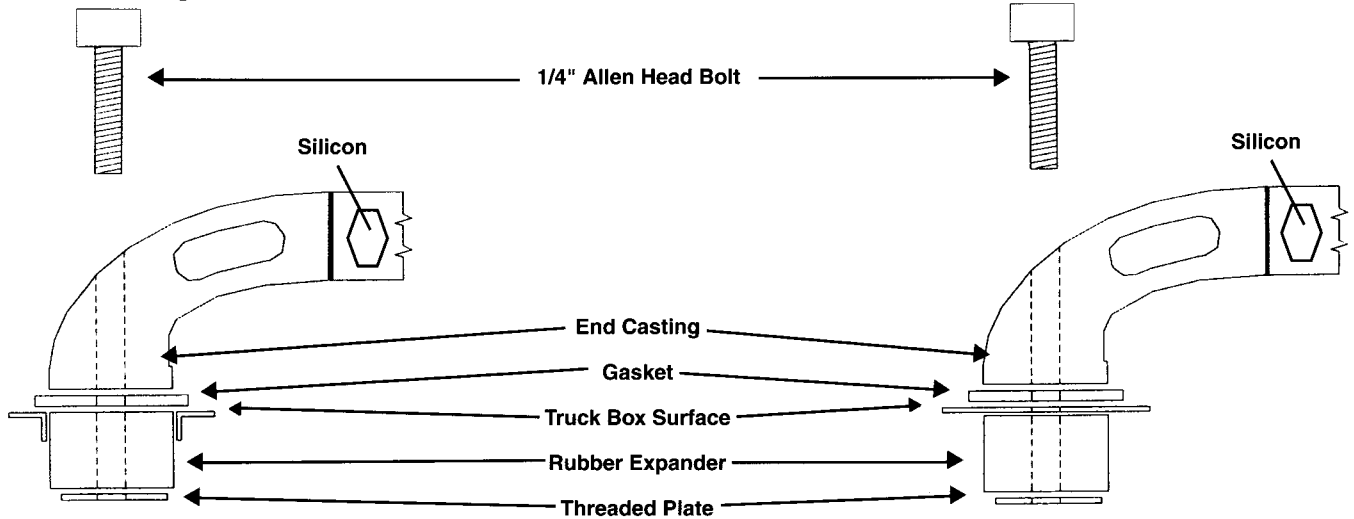 1/4" Allen Head Bolt
Silicon
Silicon
End Casting
Gasket
Truck Box Surface
Rubber Expander
Threaded Plate